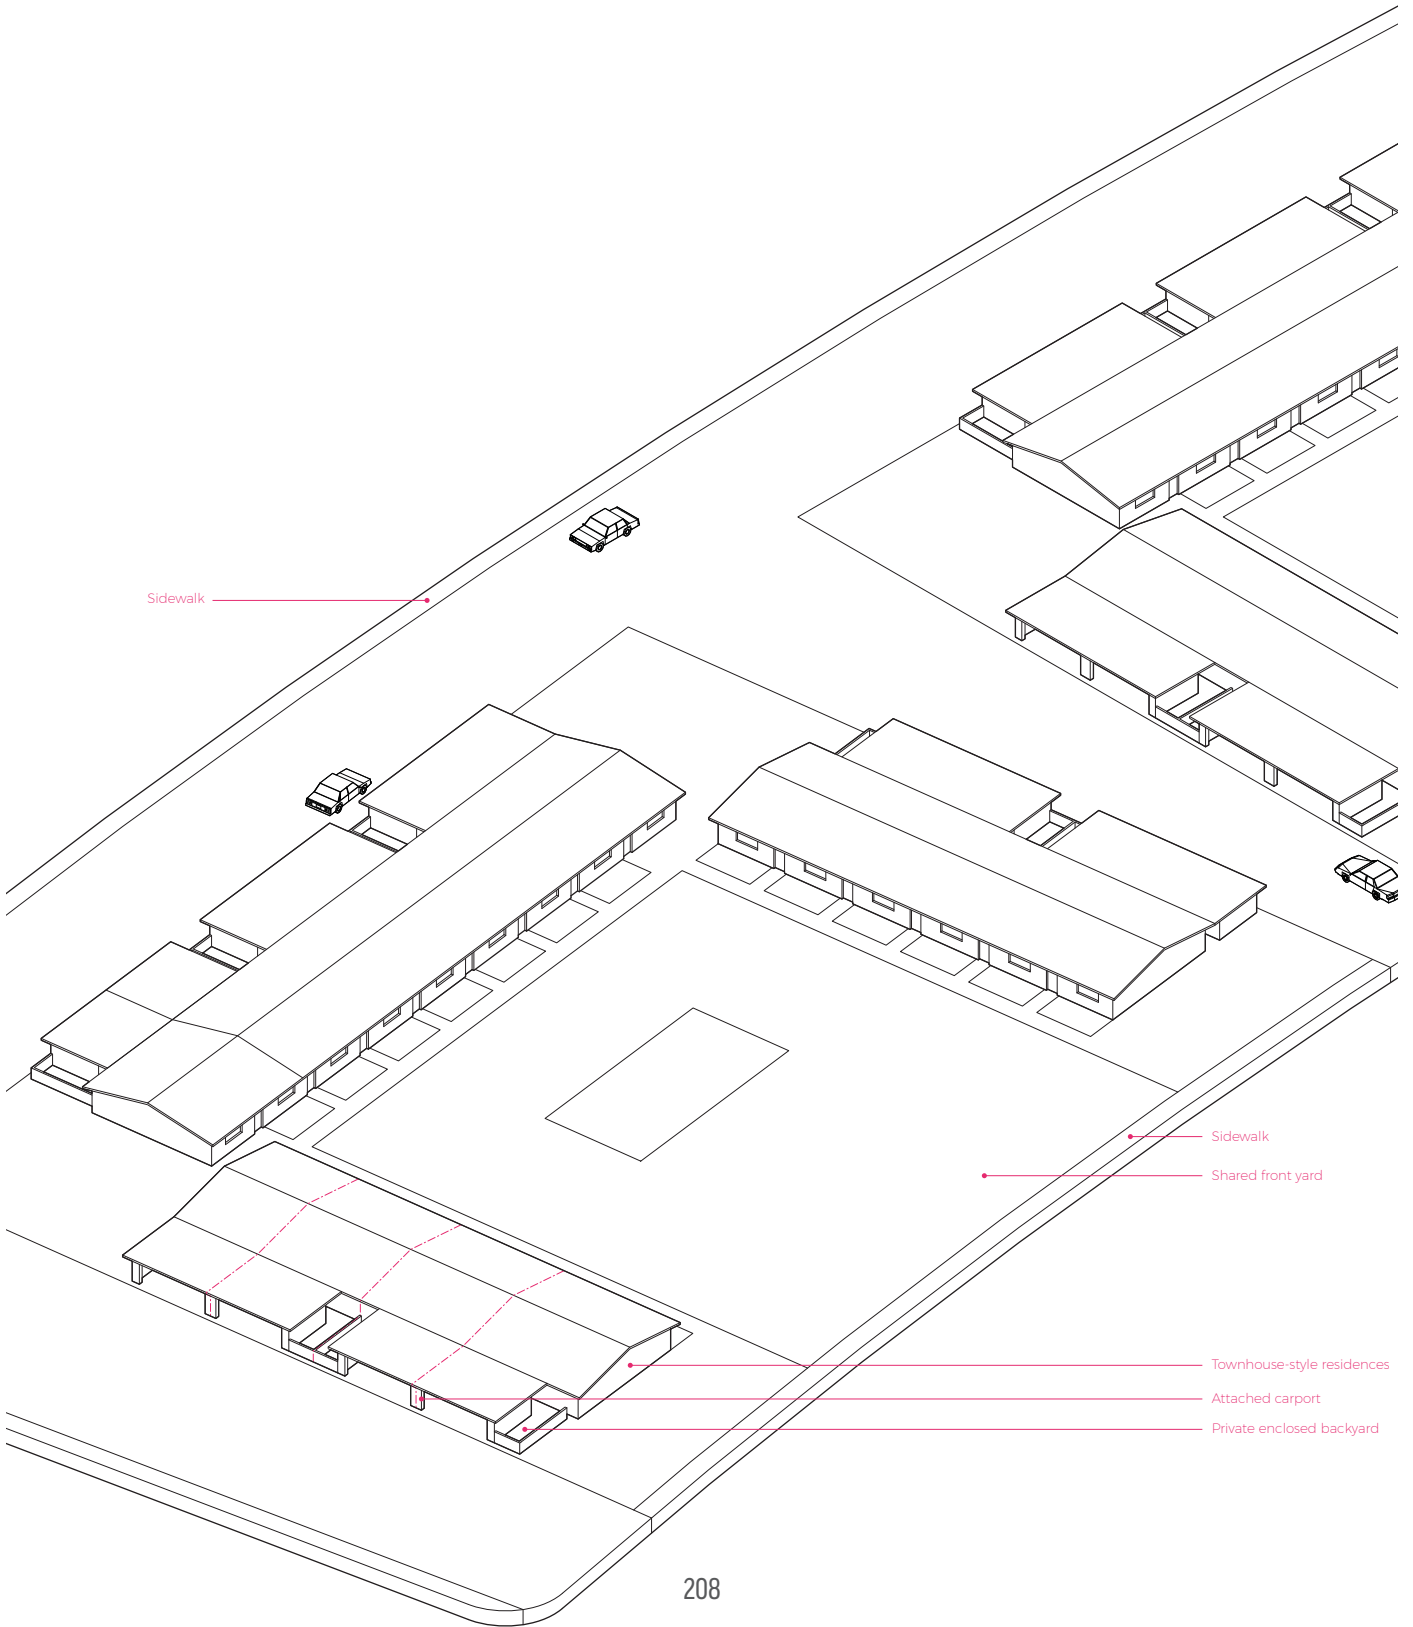 Sidewalk
Sidewalk
Shared front yard
Townhouse-style residences
Attached carport
Private enclosed backyard
208